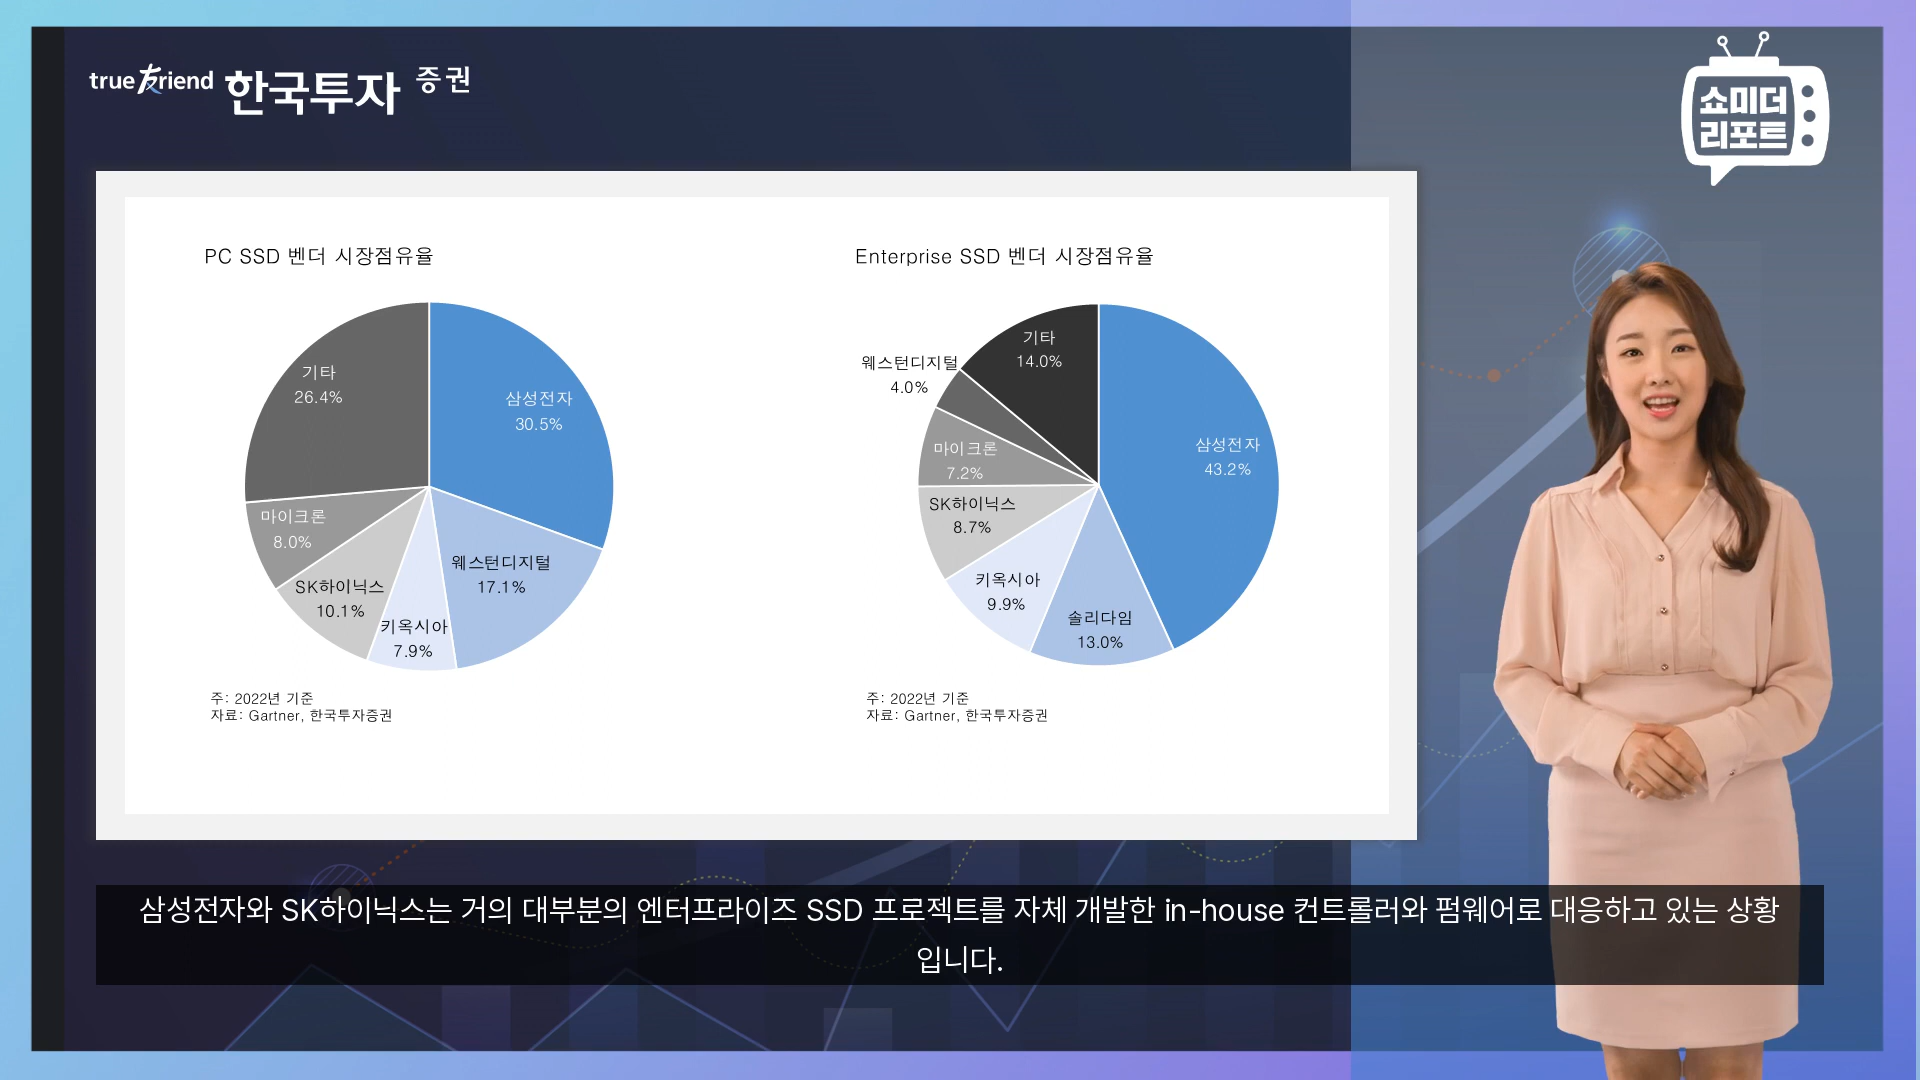 true friend 한국투자 증권
쇼미더
리포트
PC SSD 벤더 시장점유율
기타
26.4%
삼성전자
30.5%
마이크론
8.0%
웨스턴디지털
17.1%
SK하이닉스
10.1%
키옥시아
7.9%
주: 2022년 기준
자료: Gartner, 한국투자증권
Enterprise SSD 벤더 시장점유율
기타
14.0%
웨스턴디지털
4.0%
삼성전자
43.2%
마이크론
7.2%
SK하이닉스
8.7%
키옥시아
9.9%
솔리다임
13.0%
주: 2022년 기준
자료: Gartner, 한국투자증권
삼성전자와 SK하이닉스는 거의 대부분의 엔터프라이즈 SSD 프로젝트를 자체 개발한 in-house 컨트롤러와 펌웨어로 대응하고 있는 상황
입니다.